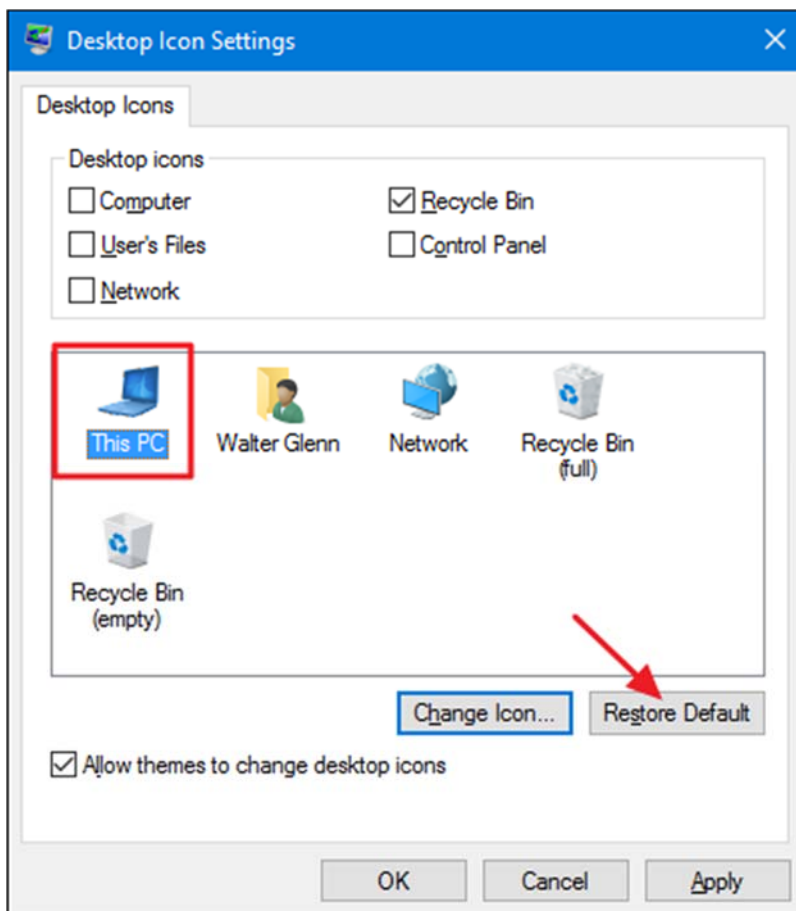 Desktop Icon Settings
Desktop Icons
Desktop icons
Computer
Recycle Bin
User's Files
Control Panel
Network
This PC
Walter Glenn
Network
Recycle Bin
(full)
Recycle Bin
(empty)
Change Icon...
Restore Default
Allow themes to change desktop icons
OK
Cancel
Apply